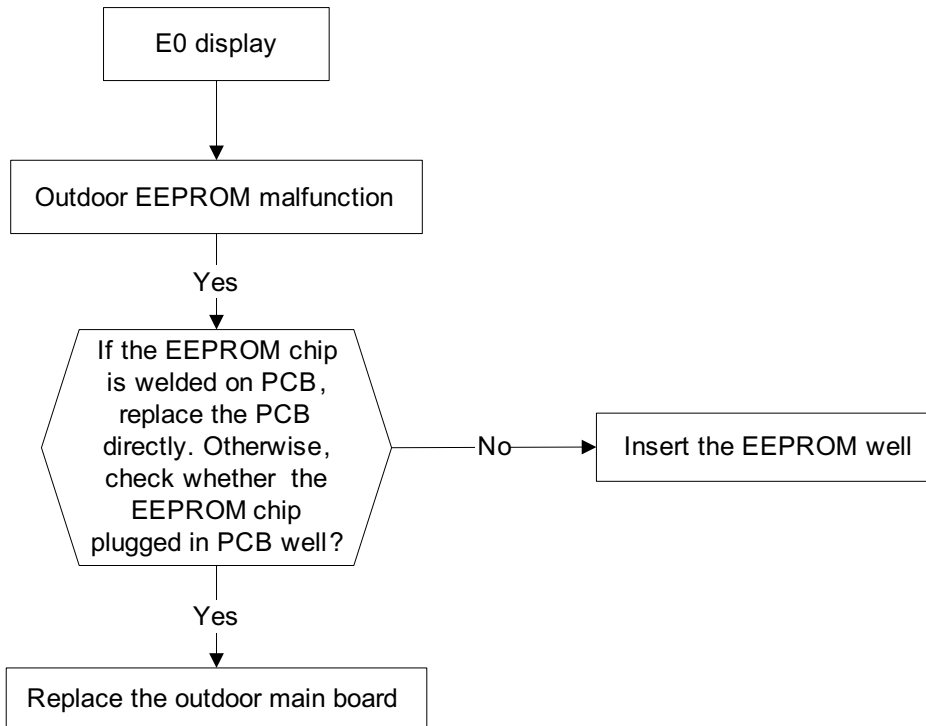 E0 display
Outdoor EEPROM malfunction
Yes
If the EEPROM chip
is welded on PCB,
replace the PCB
directly. Otherwise,
check whether the
EEPROM chip
plugged in PCB well?
No
Insert the EEPROM well
Yes
Replace the outdoor main board